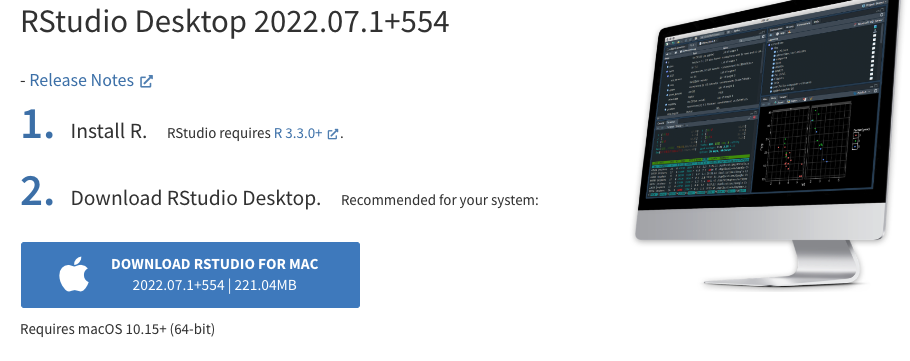 RStudio Desktop 2022.07.1+554
- Release Notes
1. Install R. RStudio requires R 3.3.0+.
2. Download RStudio Desktop. Recommended for your system:
DOWNLOAD RSTUDIO FOR MAC
2022.07.1+554 | 221.04MB
Requires macOS 10.15+ (64-bit)